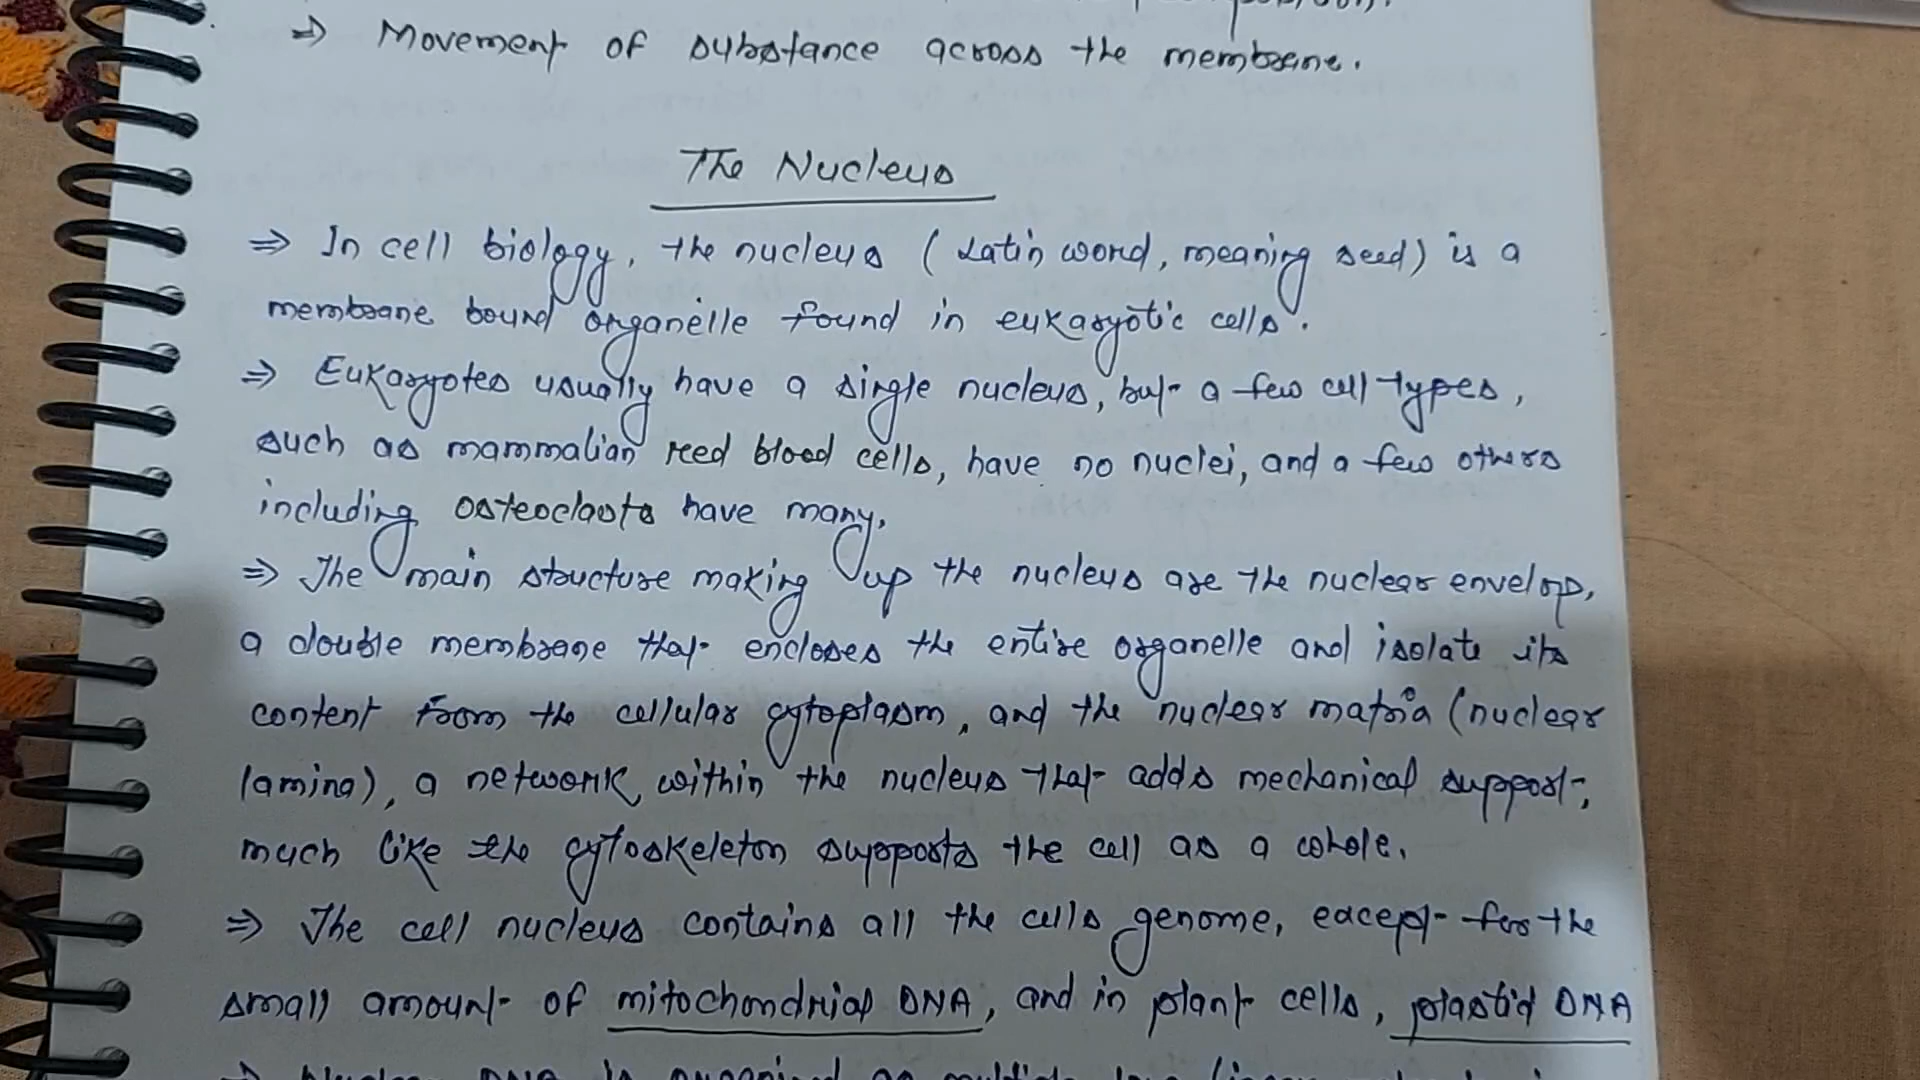 ⇒ Movement of substance across the membrane.
The Nucleus
⇒ In cell biology, the nucleus (Latin word, meaning seed) is a
membrane bound organelle found in eukaryotic cells.
⇒ Eukaryotes usually have a single nucleus, but a few cell types,
such as mammalian reed blood cells, have no nuclei, and a few others
including osteoclasts have many.
⇒ The main structure making up the nucleus are the nuclear envelop,
a double membrane that encloses the entire organelle and isolate its
content from the cellular cytoplasm, and the nuclear matrix (nuclear
lamina), a network within the nucleus that adds mechanical support,
much like the cytoskeleton supports the cell as a whole.
⇒ The cell nucleus contains all the cells genome, except for the
small amount of mitochondrial DNA, and in plant cells, plastid DNA
⇒ DNA is organized as